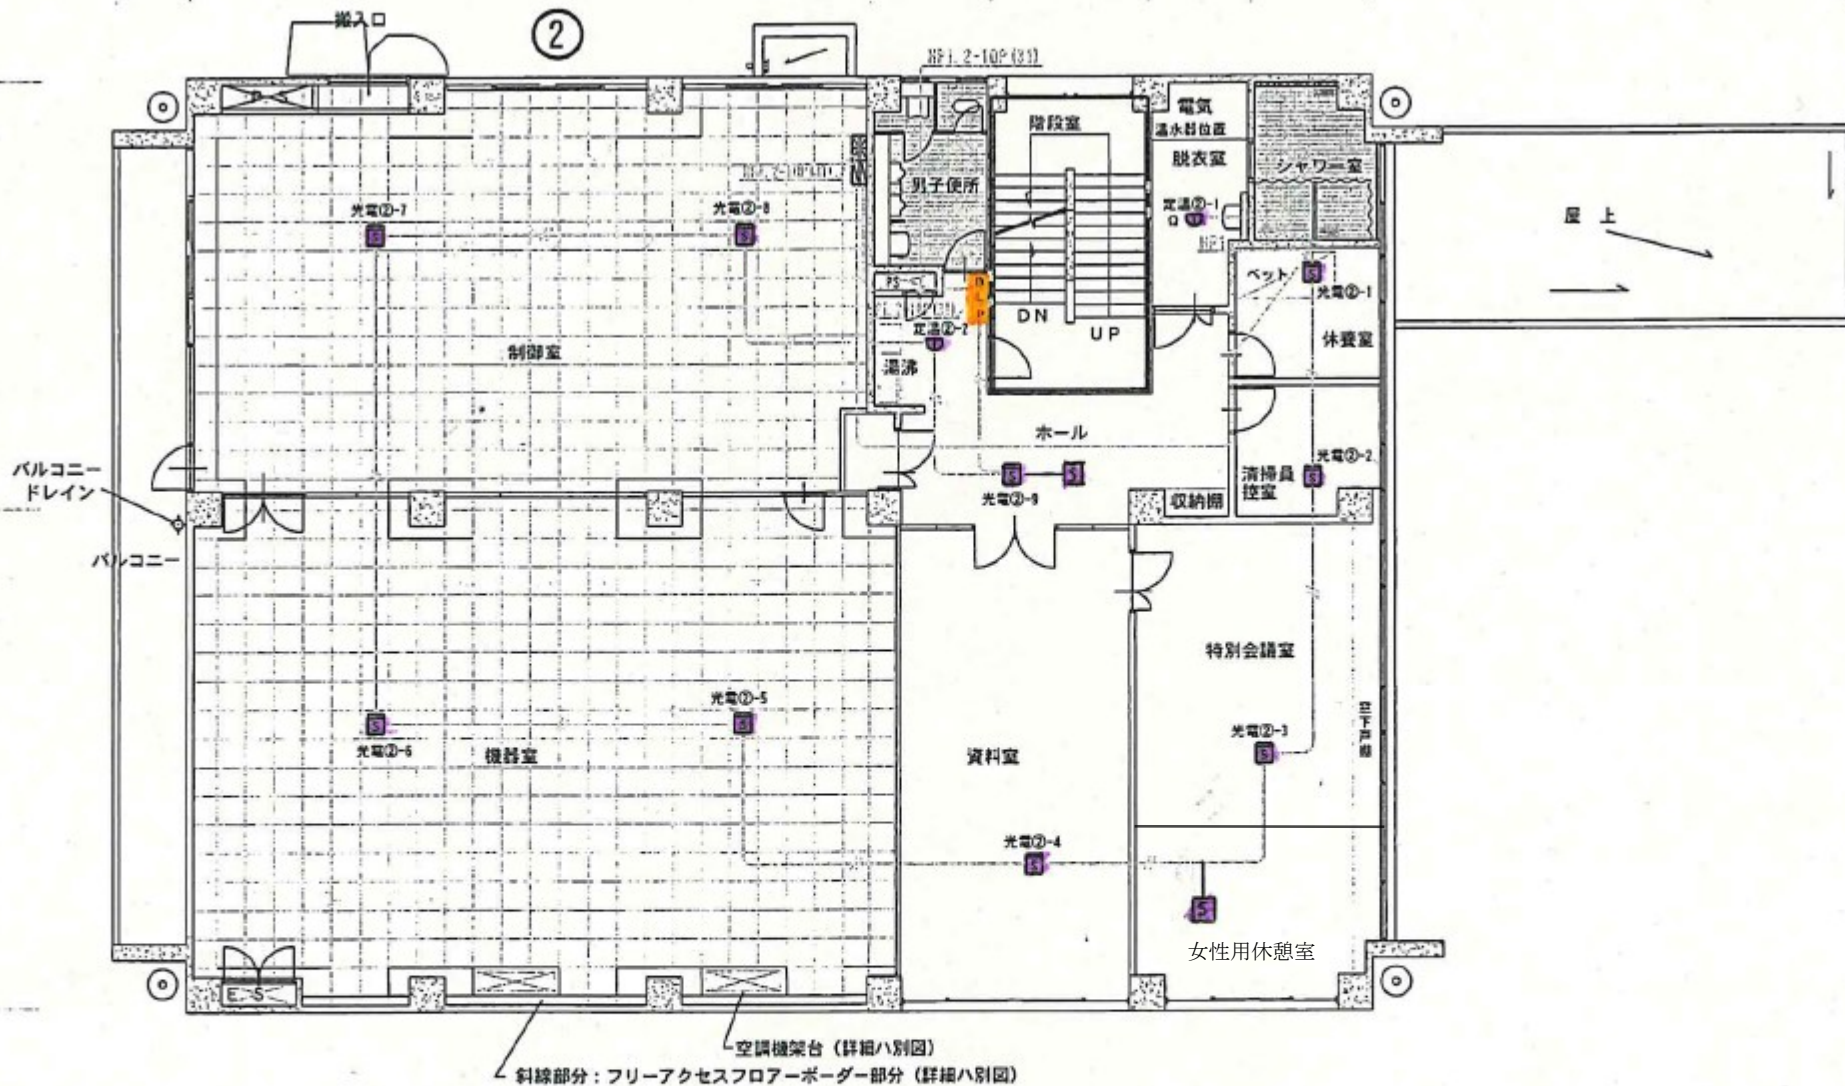 搬入口
②
HP1.2-10P(31)
階段室
電気
温水器位置
脱衣室
シャワー室
男子便所
光電②-7
光電②-8
定温②-1
屋上
ベット
光電②-1
PS
DN
UP
定温②-2
制御室
湯沸
休養室
ホール
光電②-2
清掃員
控室
バルコニー
ドレイン
光電②-9
収納棚
バルコニー
特別会議室
光電②-5
光電②-3
光電②-6
機器室
資料室
光電②-4
女性用休憩室
E S
空調機架台（詳細ハ別図）
斜線部分：フリーアクセスフロアーボーダー部分（詳細ハ別図）